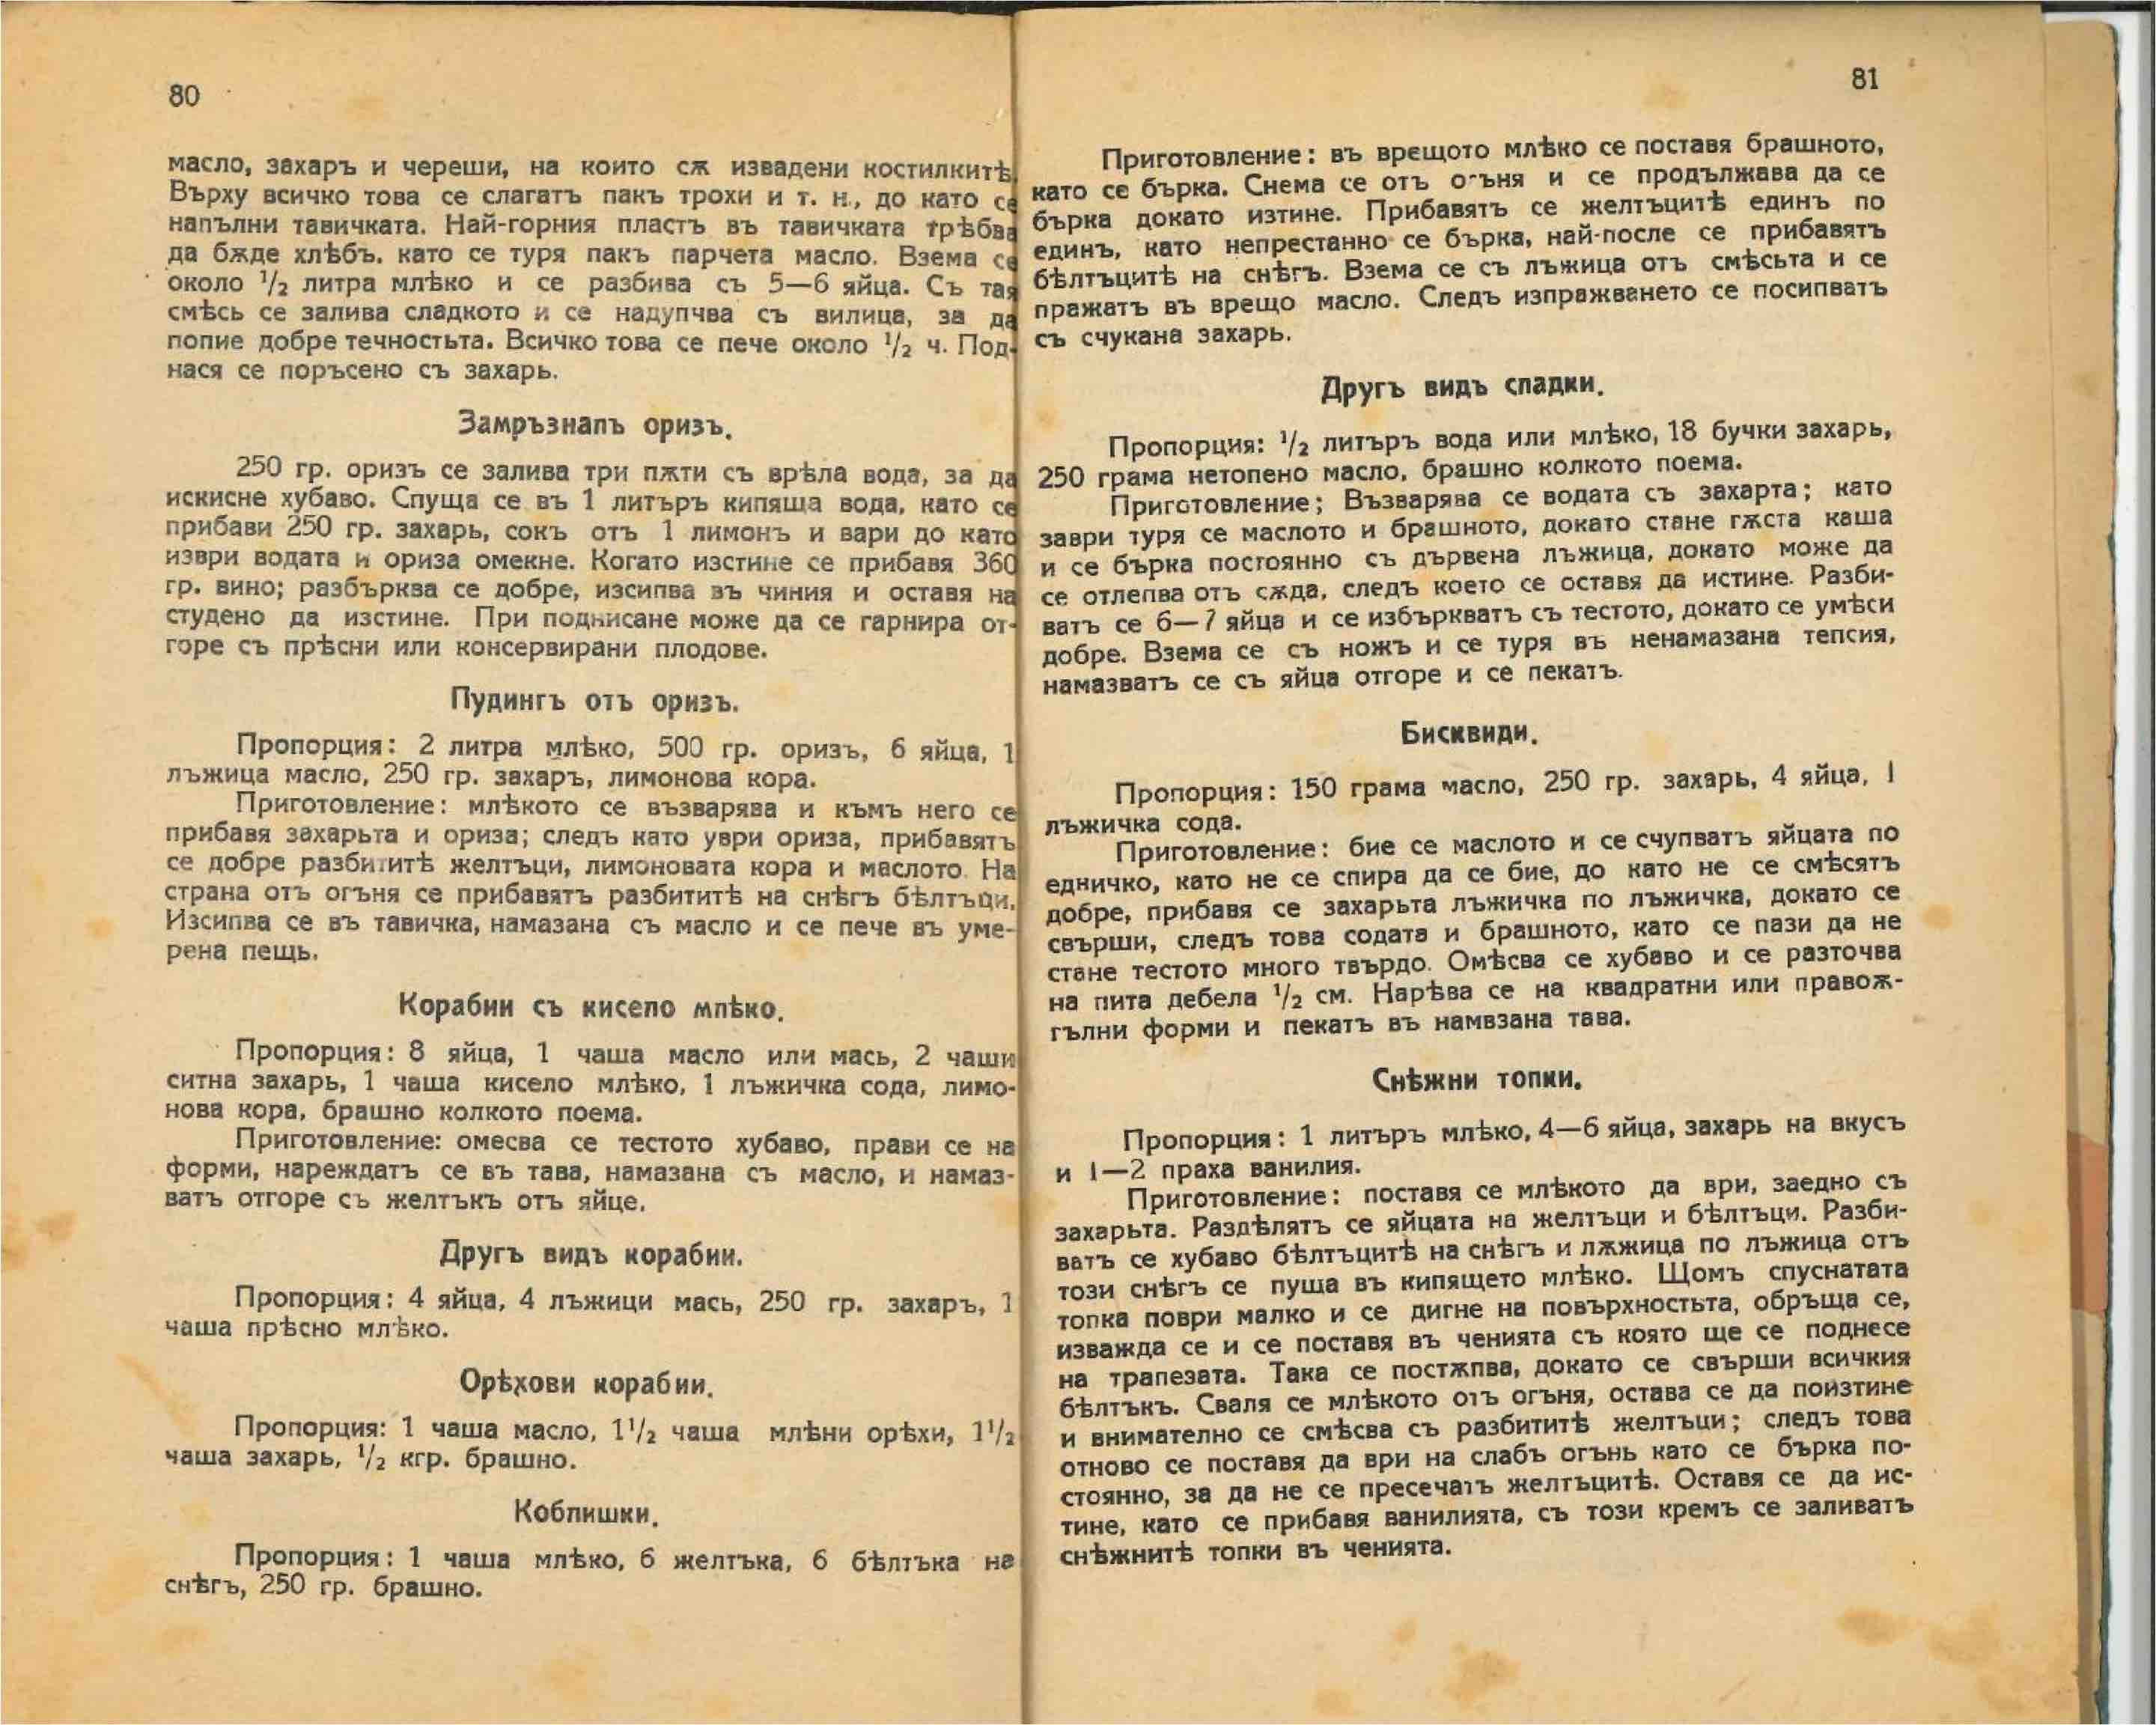 80
масло, захаръ и череши, на които сѫ извадени костилкитѣ.
Върху всичко това се слагатъ пакъ трохи и т. н., до като се
напълни тавичката. Най-горния пластъ въ тавичката трѣбва
да бѫде хлѣбъ. като се туря пакъ парчета масло. Взема се
около ¹/₂ литра млѣко и се разбива съ 5—6 яйца. Съ тая
смѣсь се залива сладкото и се надупчва съ вилица, за да
попие добре течностьта. Всичко това се пече около ¹/₂ ч. Под-
нася се поръсено съ захарь.
Замръзналъ оризъ.
250 гр. оризъ се залива три пѫти съ врѣла вода, за да
искисне хубаво. Спуща се въ 1 литъръ кипяща вода, като се
прибави 250 гр. захарь, сокъ отъ 1 лимонъ и вари до като
изври водата и ориза омекне. Когато изстине се прибавя 360
гр. вино; разбърква се добре, изсипва въ чиния и оставя на
студено да изстине. При поднисане може да се гарнира от-
горе съ прѣсни или консервирани плодове.
Пудингъ отъ оризъ.
Пропорция: 2 литра млѣко, 500 гр. оризъ, 6 яйца, 1
лъжица масло, 250 гр. захаръ, лимонова кора.
Приготовление: млѣкото се възварява и къмъ него се
прибавя захарьта и ориза; следъ като уври ориза, прибавятъ
се добре разбититѣ желтъци, лимоновата кора и маслото. На
страна отъ огъня се прибавятъ разбититѣ на снѣгъ бѣлтъци.
Изсипва се въ тавичка, намазана съ масло и се пече въ уме-
рена пещь.
Корабии съ кисело млѣко.
Пропорция: 8 яйца, 1 чаша масло или мась, 2 чаши
ситна захарь, 1 чаша кисело млѣко, 1 лъжичка сода, лимо-
нова кора, брашно колкото поема.
Приготовление: омесва се тестото хубаво, прави се на
форми, нареждатъ се въ тава, намазана съ масло, и намаз-
ватъ отгоре съ желтъкъ отъ яйце.
Другъ видъ корабии.
Пропорция: 4 яйца, 4 лъжици мась, 250 гр. захаръ, 1
чаша прѣсно млѣко.
Орѣхови корабии.
Пропорция: 1 чаша масло, 1¹/₂ чаша млѣни орѣхи, 1¹/₂
чаша захарь, ¹/₂ кгр. брашно.
Коблишки.
Пропорция: 1 чаша млѣко, 6 желтъка, 6 бѣлтъка на
снѣгъ, 250 гр. брашно.
81
Приготовление: въ врещото млѣко се поставя брашното,
като се бърка. Снема се отъ огъня и се продължава да се
бърка докато изтине. Прибавятъ се желтъцитѣ единъ по
единъ, като непрестанно се бърка, най-после се прибавятъ
бѣлтъцитѣ на снѣгъ. Взема се съ лъжица отъ смѣсьта и се
пражатъ въ врещо масло. Следъ изпражването се посипватъ
съ счукана захарь.
Другъ видъ сладки.
Пропорция: ¹/₂ литъръ вода или млѣко, 18 бучки захарь,
250 грама нетопено масло, брашно колкото поема.
Приготовление; Възварява се водата съ захарта; като
заври туря се маслото и брашното, докато стане гѫста каша
и се бърка постоянно съ дървена лъжица, докато може да
се отлепва отъ сѫда, следъ което се оставя да истине. Разби-
ватъ се 6—7 яйца и се избъркватъ съ тестото, докато се умѣси
добре. Взема се съ ножъ и се туря въ ненамазана тепсия,
намазватъ се съ яйца отгоре и се пекатъ.
Бисквиди.
Пропорция: 150 грама масло, 250 гр. захарь, 4 яйца, 1
лъжичка сода.
Приготовление: бие се маслото и се счупватъ яйцата по
едничко, като не се спира да се бие, до като не се смѣсятъ
добре, прибавя се захарьта лъжичка по лъжичка, докато се
свърши, следъ това содата и брашното, като се пази да не
стане тестото много твърдо. Омѣсва се хубаво и се разточва
на пита дебела ¹/₂ см. Нарѣва се на квадратни или правоѫ-
гълни форми и пекатъ въ намвзана тава.
Снѣжни топки.
Пропорция: 1 литъръ млѣко, 4—6 яйца, захарь на вкусъ
и 1—2 праха ванилия.
Приготовление: поставя се млѣкото да ври, заедно съ
захарьта. Раздѣлятъ се яйцата на желтъци и бѣлтъци. Разби-
ватъ се хубаво бѣлтъцитѣ на снѣгъ и лѫжица по лъжица отъ
този снѣгъ се пуша въ кипящето млѣко. Щомъ спуснатата
топка поври малко и се дигне на повърхностьта, обръща се,
изважда се и се поставя въ ченията съ която ще се поднесе
на трапезата. Така се постѫпва, докато се свърши всичкия
бѣлтъкъ. Сваля се млѣкото отъ огъня, остава се да поизтине
и внимателно се смѣсва съ разбититѣ желтъци; следъ това
отново се поставя да ври на слабъ огънь като се бърка по-
стоянно, за да не се пресечатъ желтъцитѣ. Оставя се да ис-
тине, като се прибавя ванилията, съ този кремъ се заливатъ
снѣжнитѣ топки въ ченията.